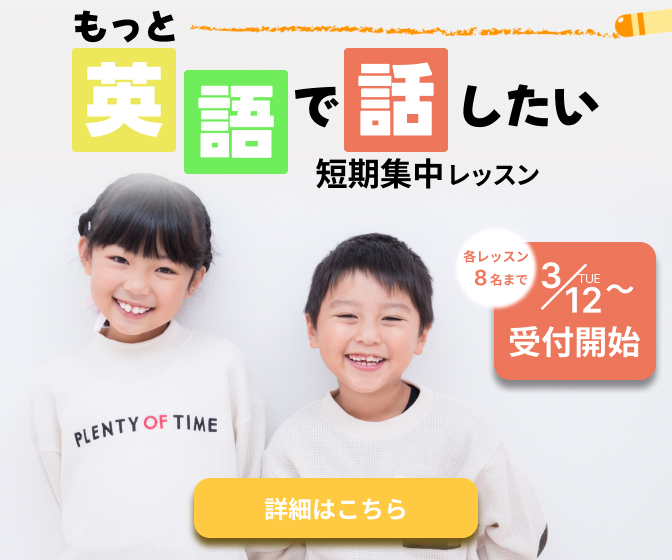 もっと
英語で話したい
短期集中レッスン
各レッスン
8名まで
3/12 TUE 〜
受付開始
PLENTY OF TIME
詳細はこちら